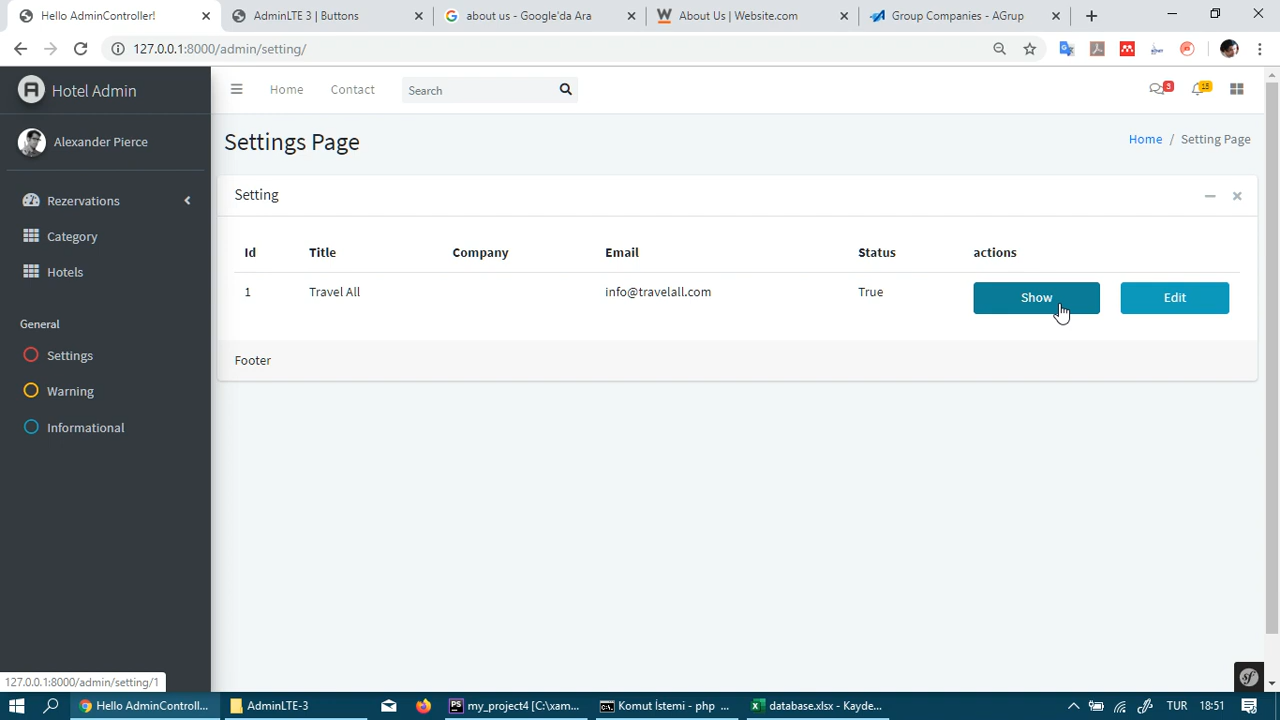 Hello AdminController!
AdminLTE 3 | Buttons
about us - Google'da Ara
About Us | Website.com
Group Companies - AGrup
127.0.0.1:8000/admin/setting/
Hotel Admin
Home
Contact
Search
3
15
Alexander Pierce
Settings Page
Home / Setting Page
Rezervations
Category
Hotels
General
Settings
Warning
Informational
Setting
Id Title Company Email Status actions
1 Travel All info@travelall.com True Show Edit
Footer
127.0.0.1:8000/admin/setting/1
sf
Hello AdminControll...
AdminLTE-3
my_project4 [C:\xam...
Komut İstemi - php ...
database.xlsx - Kayde...
TUR
18:51